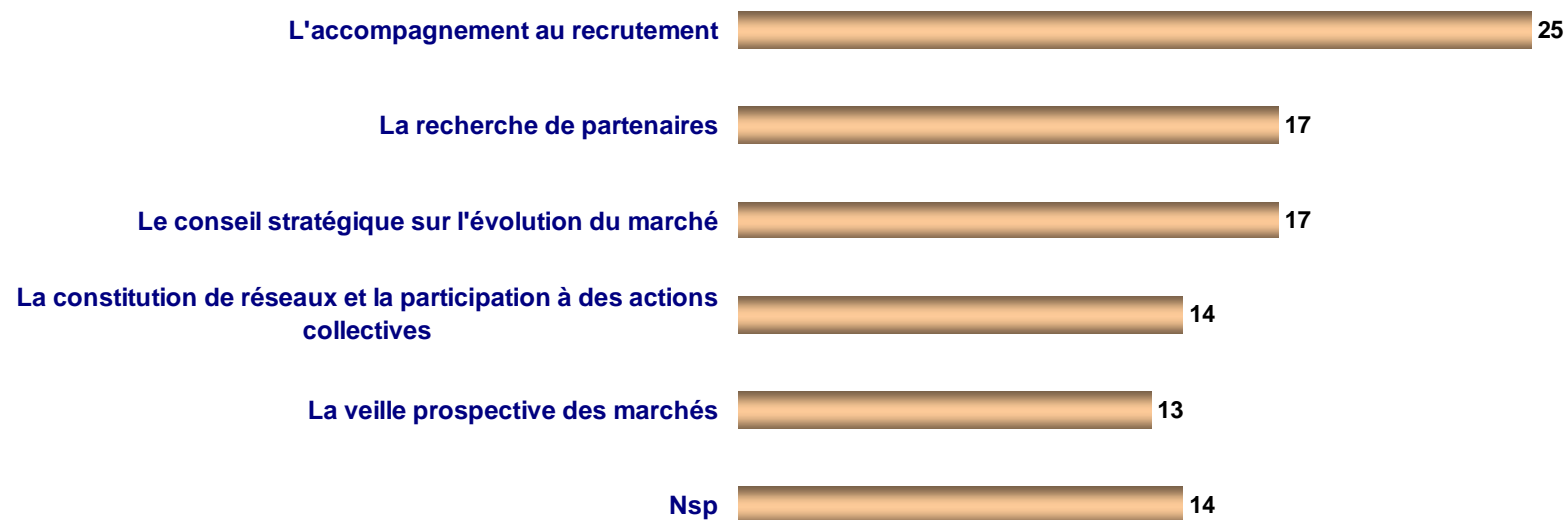 L'accompagnement au recrutement 25
La recherche de partenaires 17
Le conseil stratégique sur l'évolution du marché 17
La constitution de réseaux et la participation à des actions
collectives 14
La veille prospective des marchés 13
Nsp 14